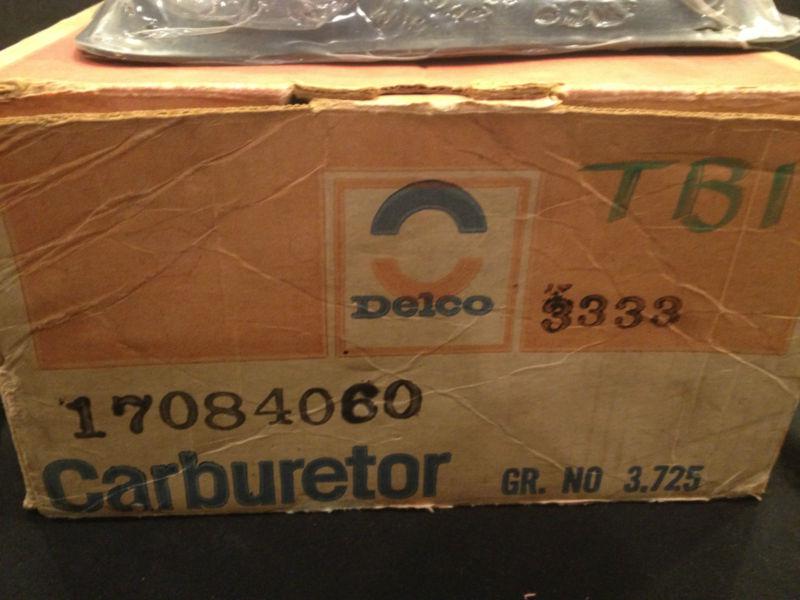 TBI
Delco
3333
17084060
Carburetor GR. NO 3.725